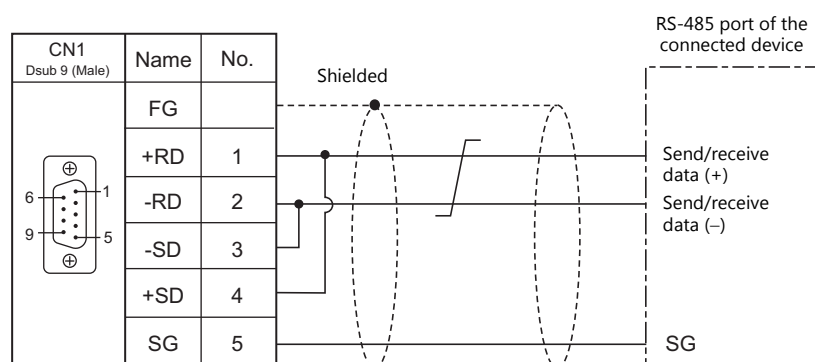 RS-485 port of the
connected device
CN1
Dsub 9 (Male)
Name
No.
Shielded
FG
+RD
1
Send/receive
data (+)
-RD
2
Send/receive
data (−)
6
1
9
5
-SD
3
+SD
4
SG
5
SG